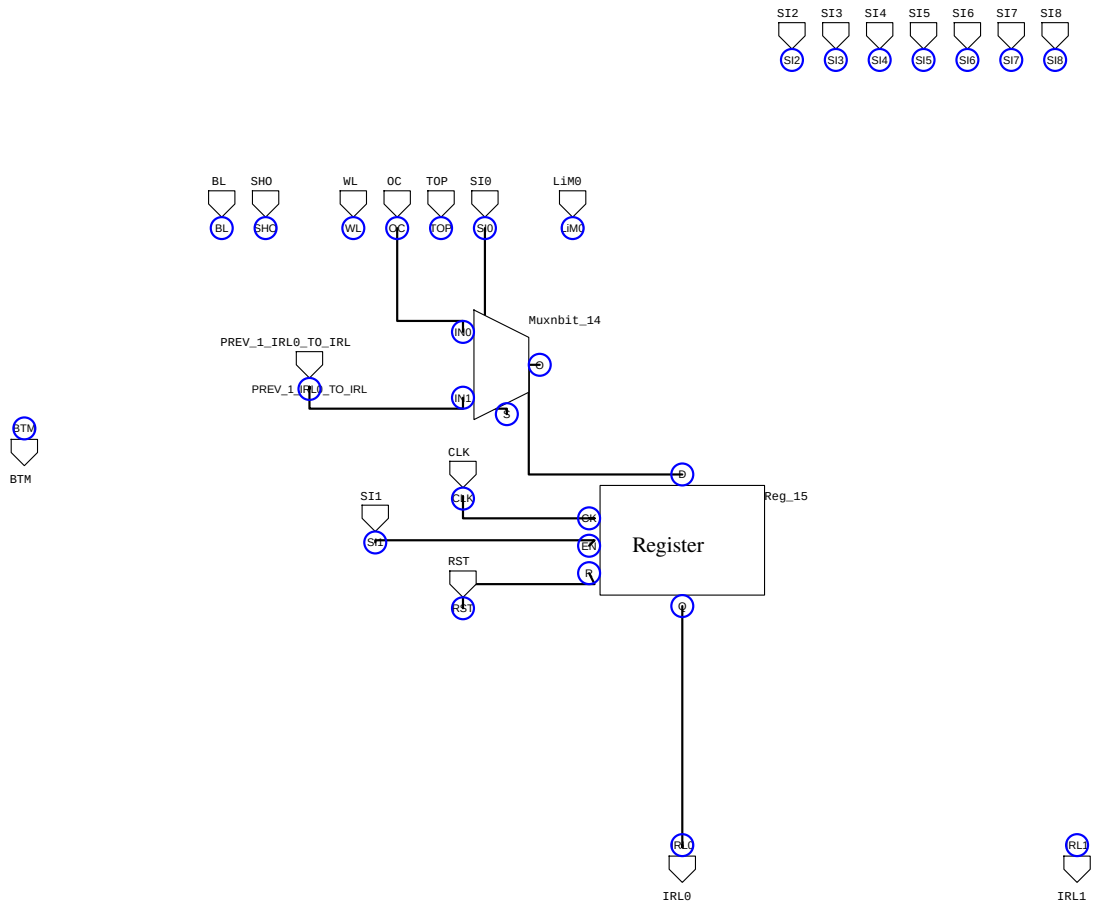 SI2 SI3 SI4 SI5 SI6 SI7 SI8
SI2 SI3 SI4 SI5 SI6 SI7 SI8
BL SHO WL OC TOP SI0 LiM0
BL SHO WL OC TOP SI0 LiM0
Muxnbit_14
IN0
PREV_1_IRL0_TO_IRL
O
PREV_1_IRL0_TO_IRL
IN1
S
BTM
BTM
CLK
D
SI1
CLK
Reg_15
CK
SI1
EN
Register
RST
R
RST
Q
IRL0 IRL1
IRL0 IRL1